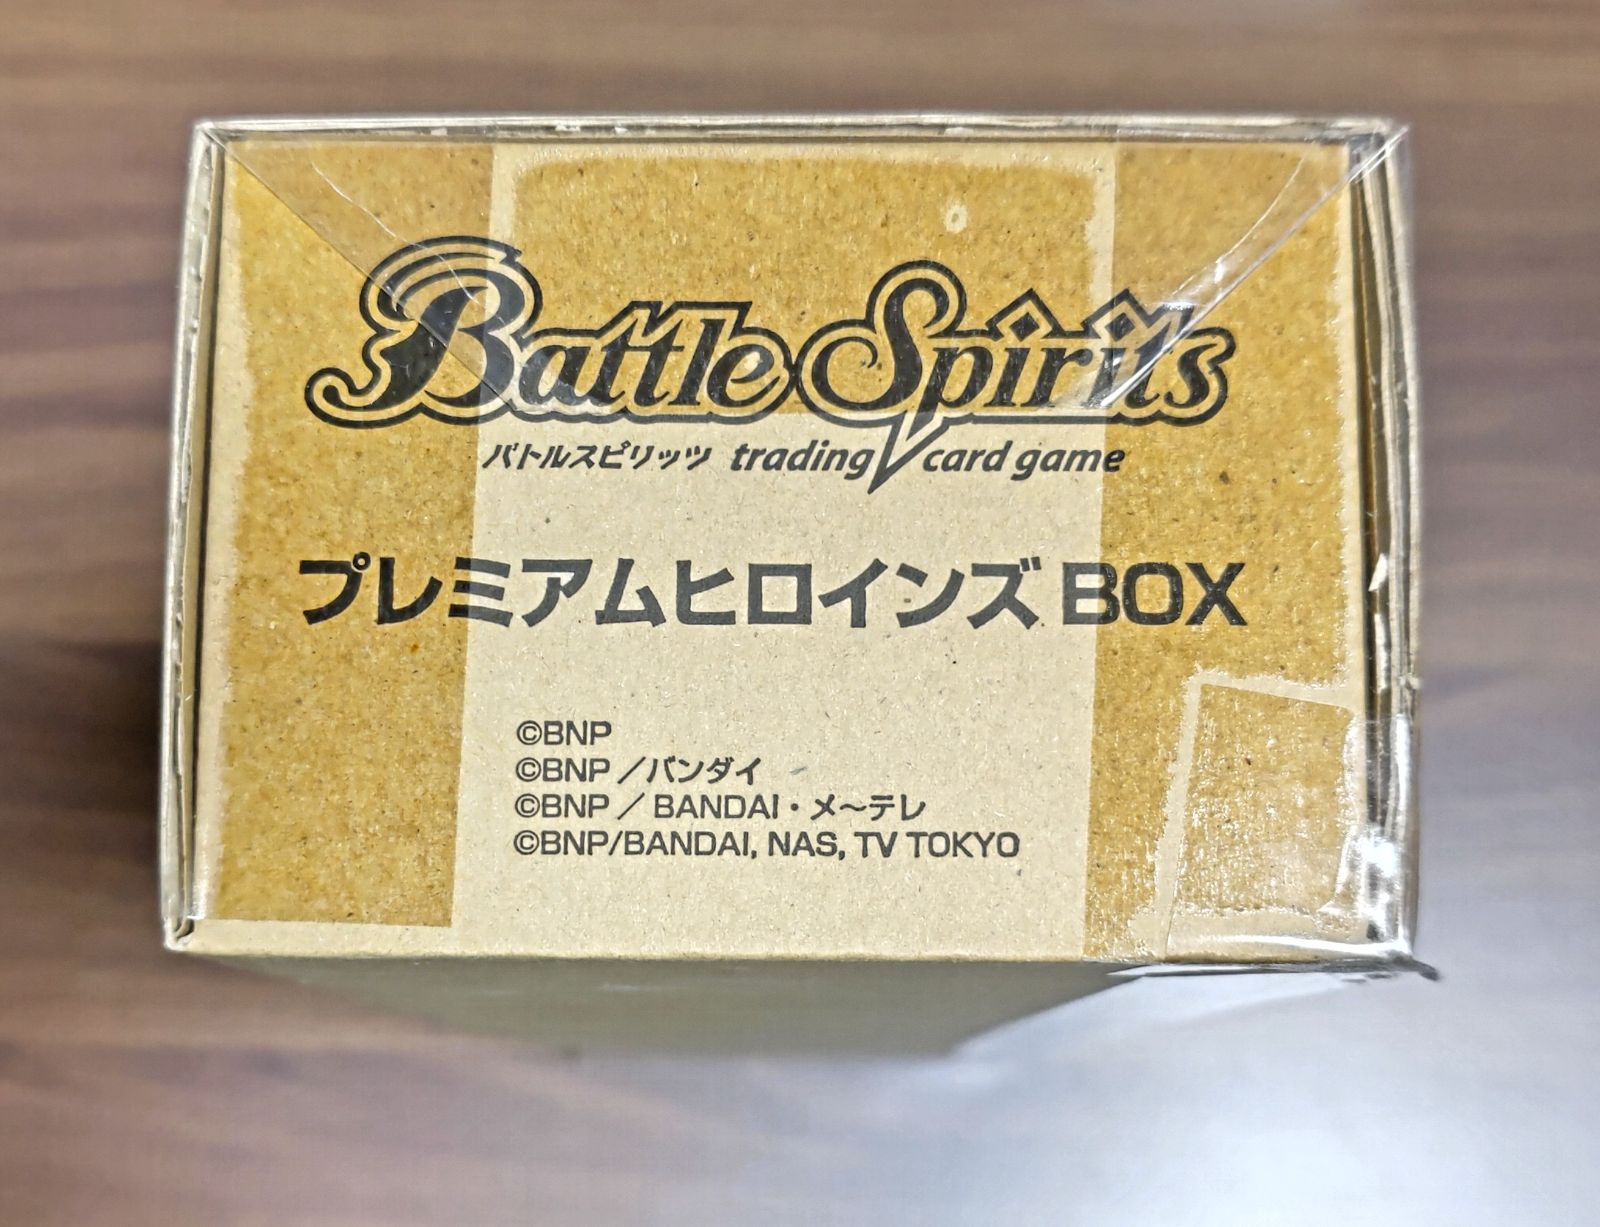 Battle Spirits
バトルスピリッツ trading card game
プレミアムヒロインズBOX
©BNP
©BNP／バンダイ
©BNP／BANDAI・メ～テレ
©BNP/BANDAI, NAS, TV TOKYO